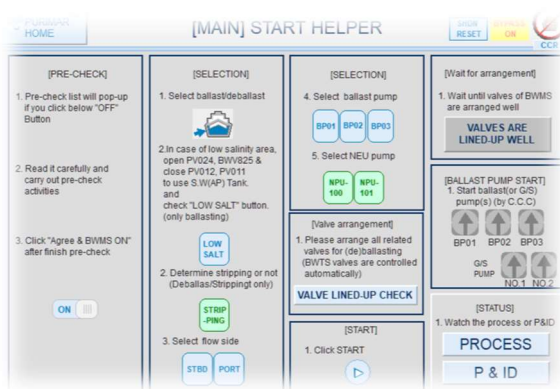 PURIMAR
HOME
[MAIN] START HELPER
SHOW
RESET
BYPASS
ON
CCR
[PRE-CHECK]
1. Pre-check list will pop-up
if you click below "OFF"
Button
2. Read it carefully and
carry out pre-check
activities
3. Click "Agree & BWMS ON"
after finish pre-check
ON
[SELECTION]
1. Select ballast/deballast
2.In case of low salinity area,
open PV024, BWV825 &
close PV012, PV011
to use S.W(AP) Tank.
and
check "LOW SALT" button.
(only ballasting)
LOW
SALT
2. Determine stripping or not
(Deballas/Strippingt only)
STRIP
-PING
3. Select flow side
STBD
PORT
[SELECTION]
4. Select ballast pump
BP01
BP02
BP03
5. Select NEU pump
NPU-
100
NPU-
101
[Valve arrangement]
1. Please arrange all related
valves for (de)ballasting
(BWTS valves are controlled
automatically)
VALVE LINED-UP CHECK
[START]
1. Click START
[Wait for arrangement]
1. Wait until valves of BWMS
are arranged well
VALVES ARE
LINED-UP WELL
[BALLAST PUMP START]
1. Start ballast(or G/S)
pump(s) (by C.C.C)
BP01 BP02 BP03
G/S
PUMP
NO.1 NO.2
[STATUS]
1. Watch the process or P&ID
PROCESS
P & ID